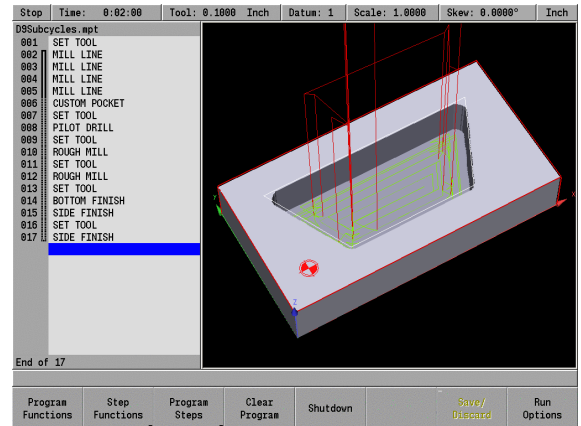 Stop Time: 0:02:00 Tool: 0.1000 Inch Datum: 1 Scale: 1.0000 Skew: 0.0000° Inch
D9Subcycles.mpt
001 SET TOOL
002 MILL LINE
003 MILL LINE
004 MILL LINE
005 MILL LINE
006 CUSTOM POCKET
007 SET TOOL
008 PILOT DRILL
009 SET TOOL
010 ROUGH MILL
011 SET TOOL
012 ROUGH MILL
013 SET TOOL
014 BOTTOM FINISH
015 SIDE FINISH
016 SET TOOL
017 SIDE FINISH
Y
X
Z
End of 17
Program Functions
Step Functions
Program Steps
Clear Program
Shutdown
Save/ Discard
Run Options